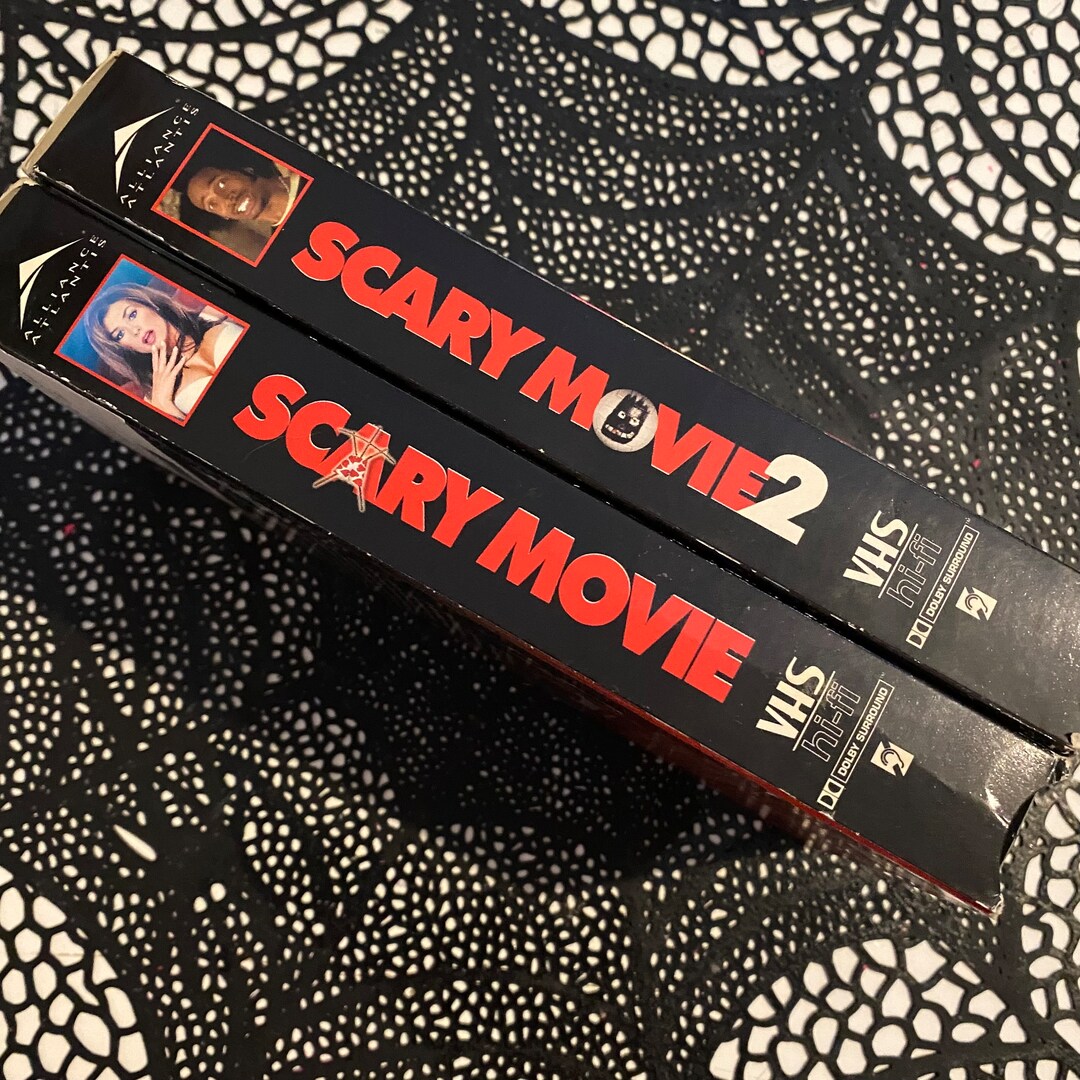 ALLIANCE
ATLANTIS
SCARY MOVIE 2
VHS
hi-fi
DOLBY SURROUND
ALLIANCE
ATLANTIS
SCARY MOVIE
VHS
hi-fi
DOLBY SURROUND